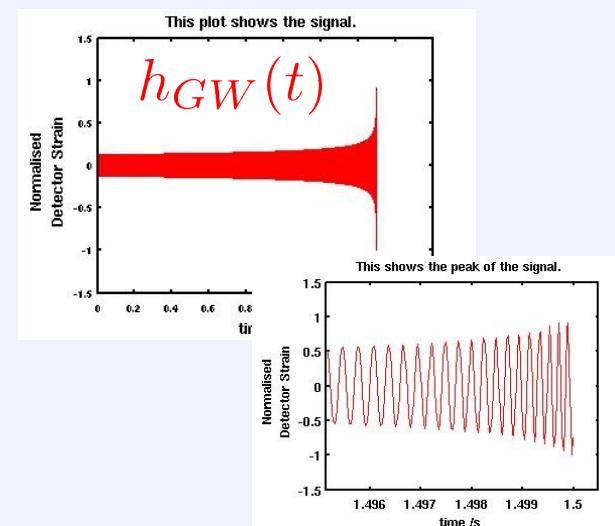 This plot shows the signal.
h_{GW}(t)
Normalised
Detector Strain
1.5
1
0.5
0
-0.5
-1
-1.5
0 0.2 0.4 0.6 0.8
This shows the peak of the signal.
Normalised
Detector Strain
1.5
1
0.5
0
-0.5
-1
-1.5
1.496 1.497 1.498 1.499 1.5
time /s